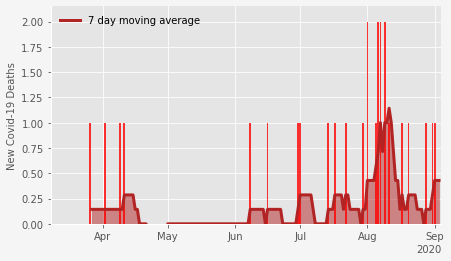 7 day moving average
New Covid-19 Deaths
2.00
1.75
1.50
1.25
1.00
0.75
0.50
0.25
0.00
Apr
May
Jun
Jul
Aug
Sep
2020